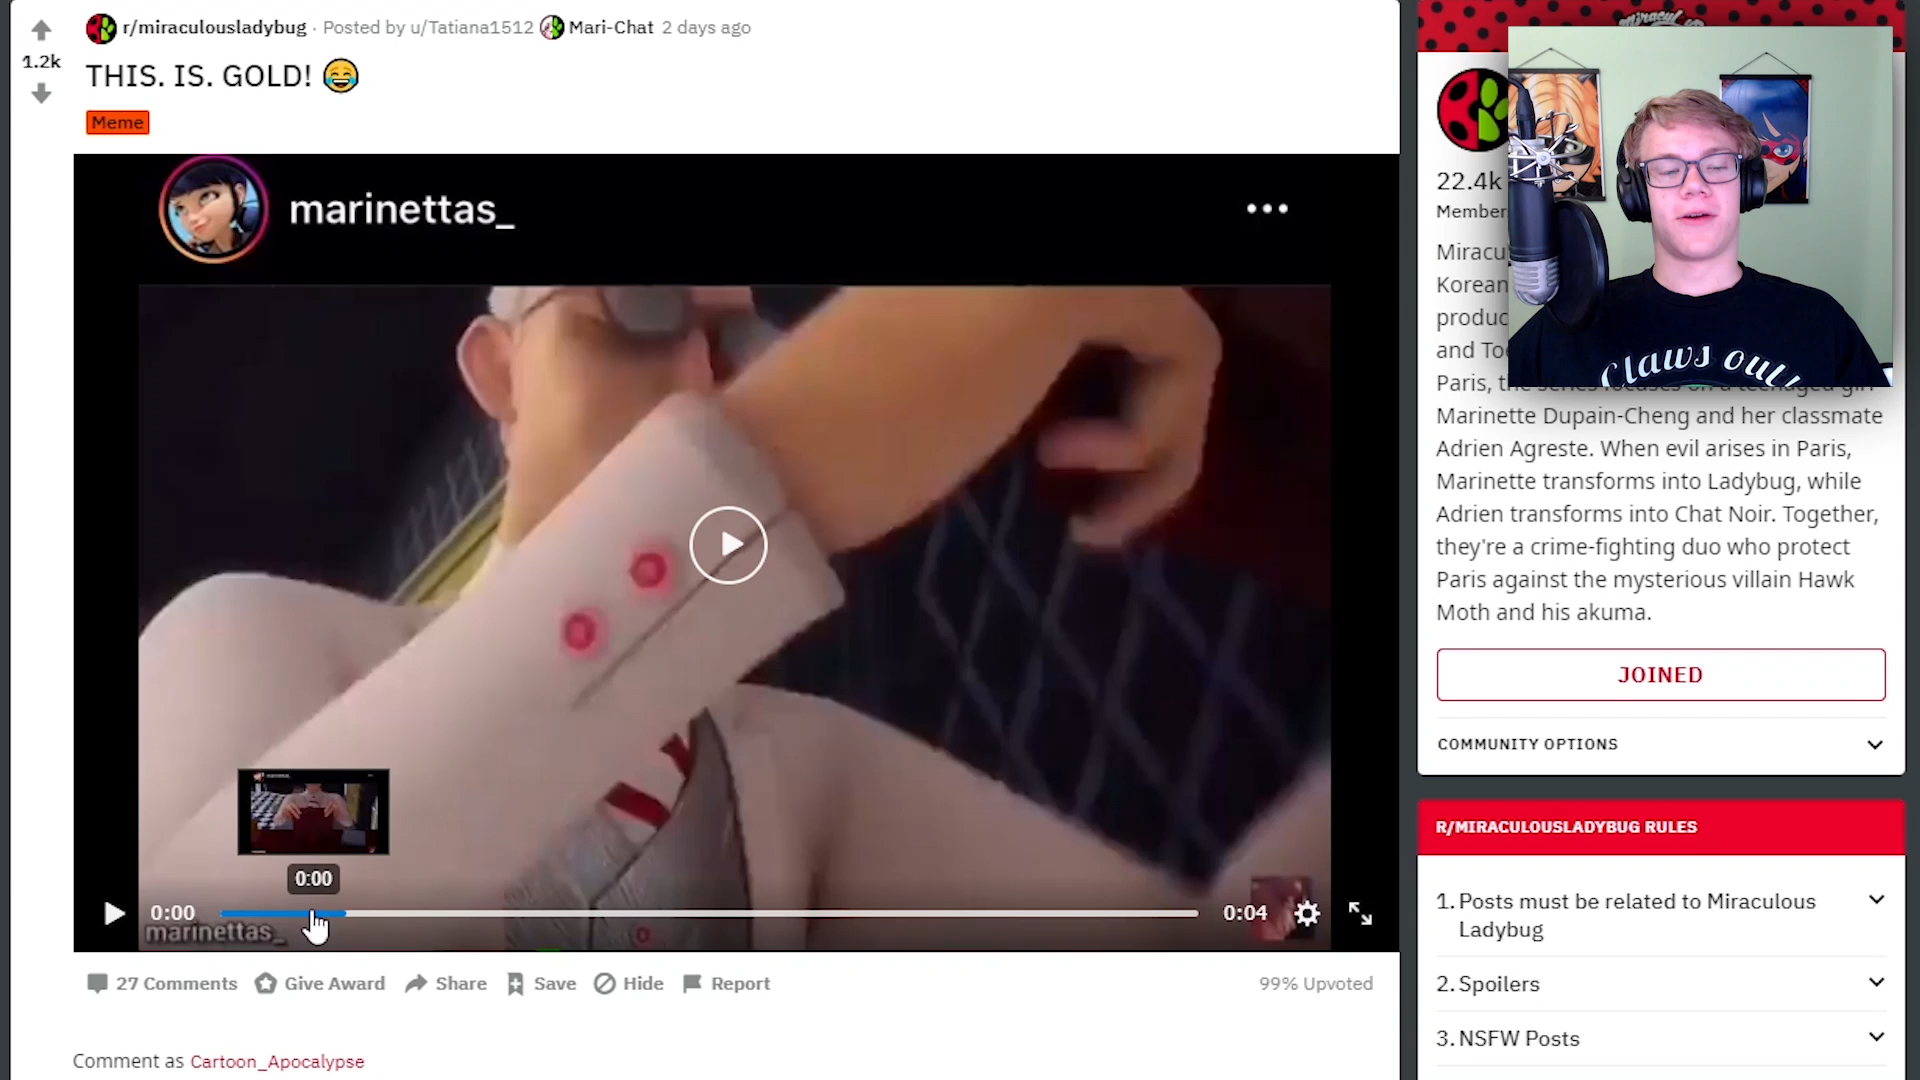 r/miraculousladybug · Posted by u/Tatiana1512 Mari-Chat 2 days ago
1.2k
THIS. IS. GOLD! 😂
Meme
marinettas_
0:00
0:00
0:04
marinettas_
27 Comments Give Award Share Save Hide Report 99% Upvoted
Comment as Cartoon_Apocalypse
22.4k
Member
Korean
produc
Paris,
Marinette Dupain-Cheng and her classmate
Adrien Agreste. When evil arises in Paris,
Marinette transforms into Ladybug, while
Adrien transforms into Chat Noir. Together,
they're a crime-fighting duo who protect
Paris against the mysterious villain Hawk
Moth and his akuma.
Claws out!
JOINED
COMMUNITY OPTIONS
R/MIRACULOUSLADYBUG RULES
1. Posts must be related to Miraculous
Ladybug
2. Spoilers
3. NSFW Posts